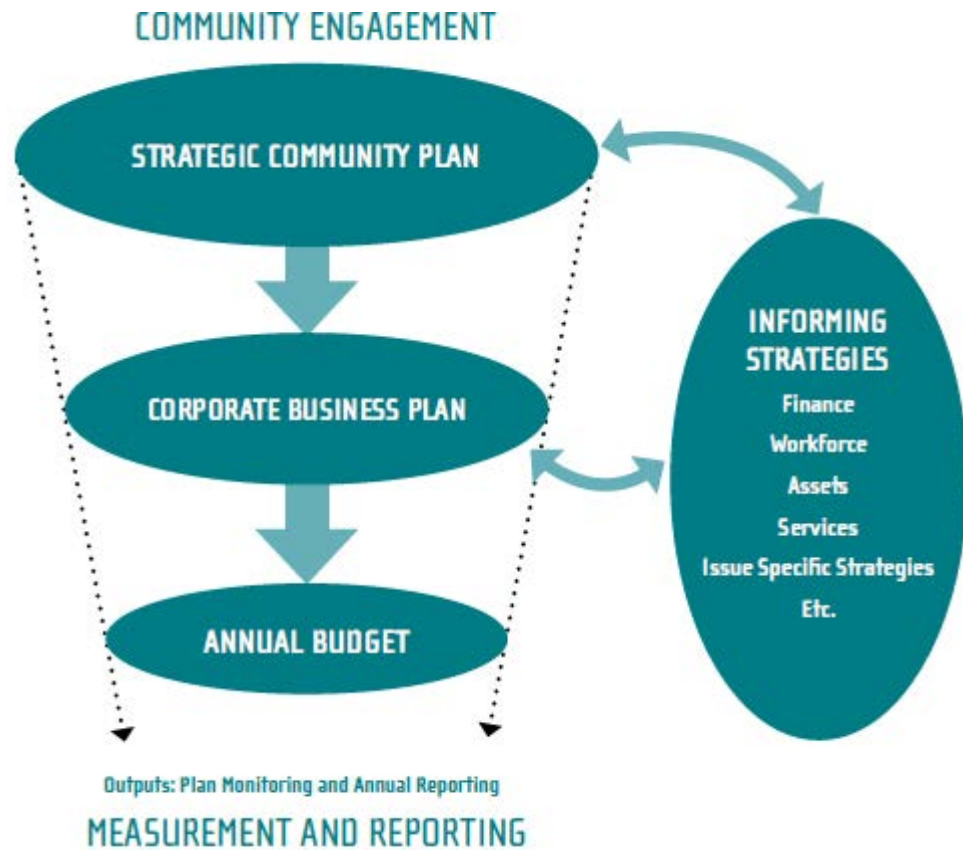 COMMUNITY ENGAGEMENT
STRATEGIC COMMUNITY PLAN
CORPORATE BUSINESS PLAN
ANNUAL BUDGET
INFORMING
STRATEGIES
Finance
Workforce
Assets
Services
Issue Specific Strategies
Etc.
Outputs: Plan Monitoring and Annual Reporting
MEASUREMENT AND REPORTING